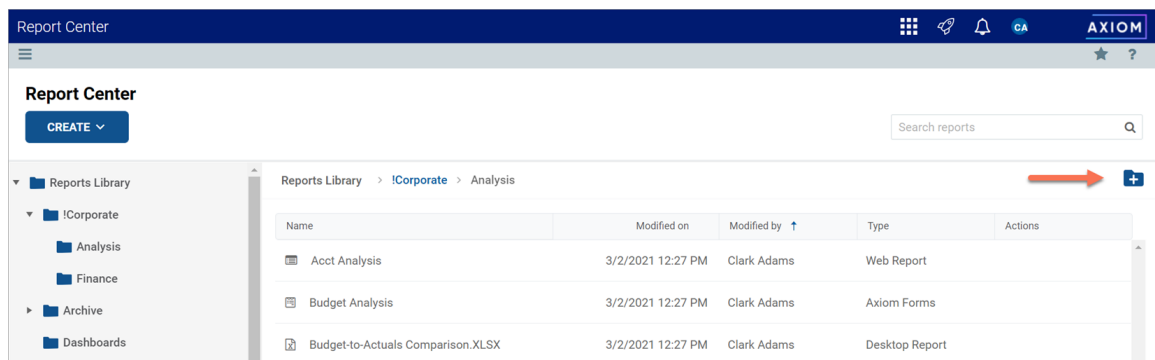 Report Center
CA
AXIOM
?
Report Center
CREATE
Search reports
Reports Library
!Corporate
Analysis
Finance
Archive
Dashboards
Reports Library > !Corporate > Analysis
Name Modified on Modified by ↑ Type Actions
Acct Analysis 3/2/2021 12:27 PM Clark Adams Web Report
Budget Analysis 3/2/2021 12:27 PM Clark Adams Axiom Forms
Budget-to-Actuals Comparison.XLSX 3/2/2021 12:27 PM Clark Adams Desktop Report